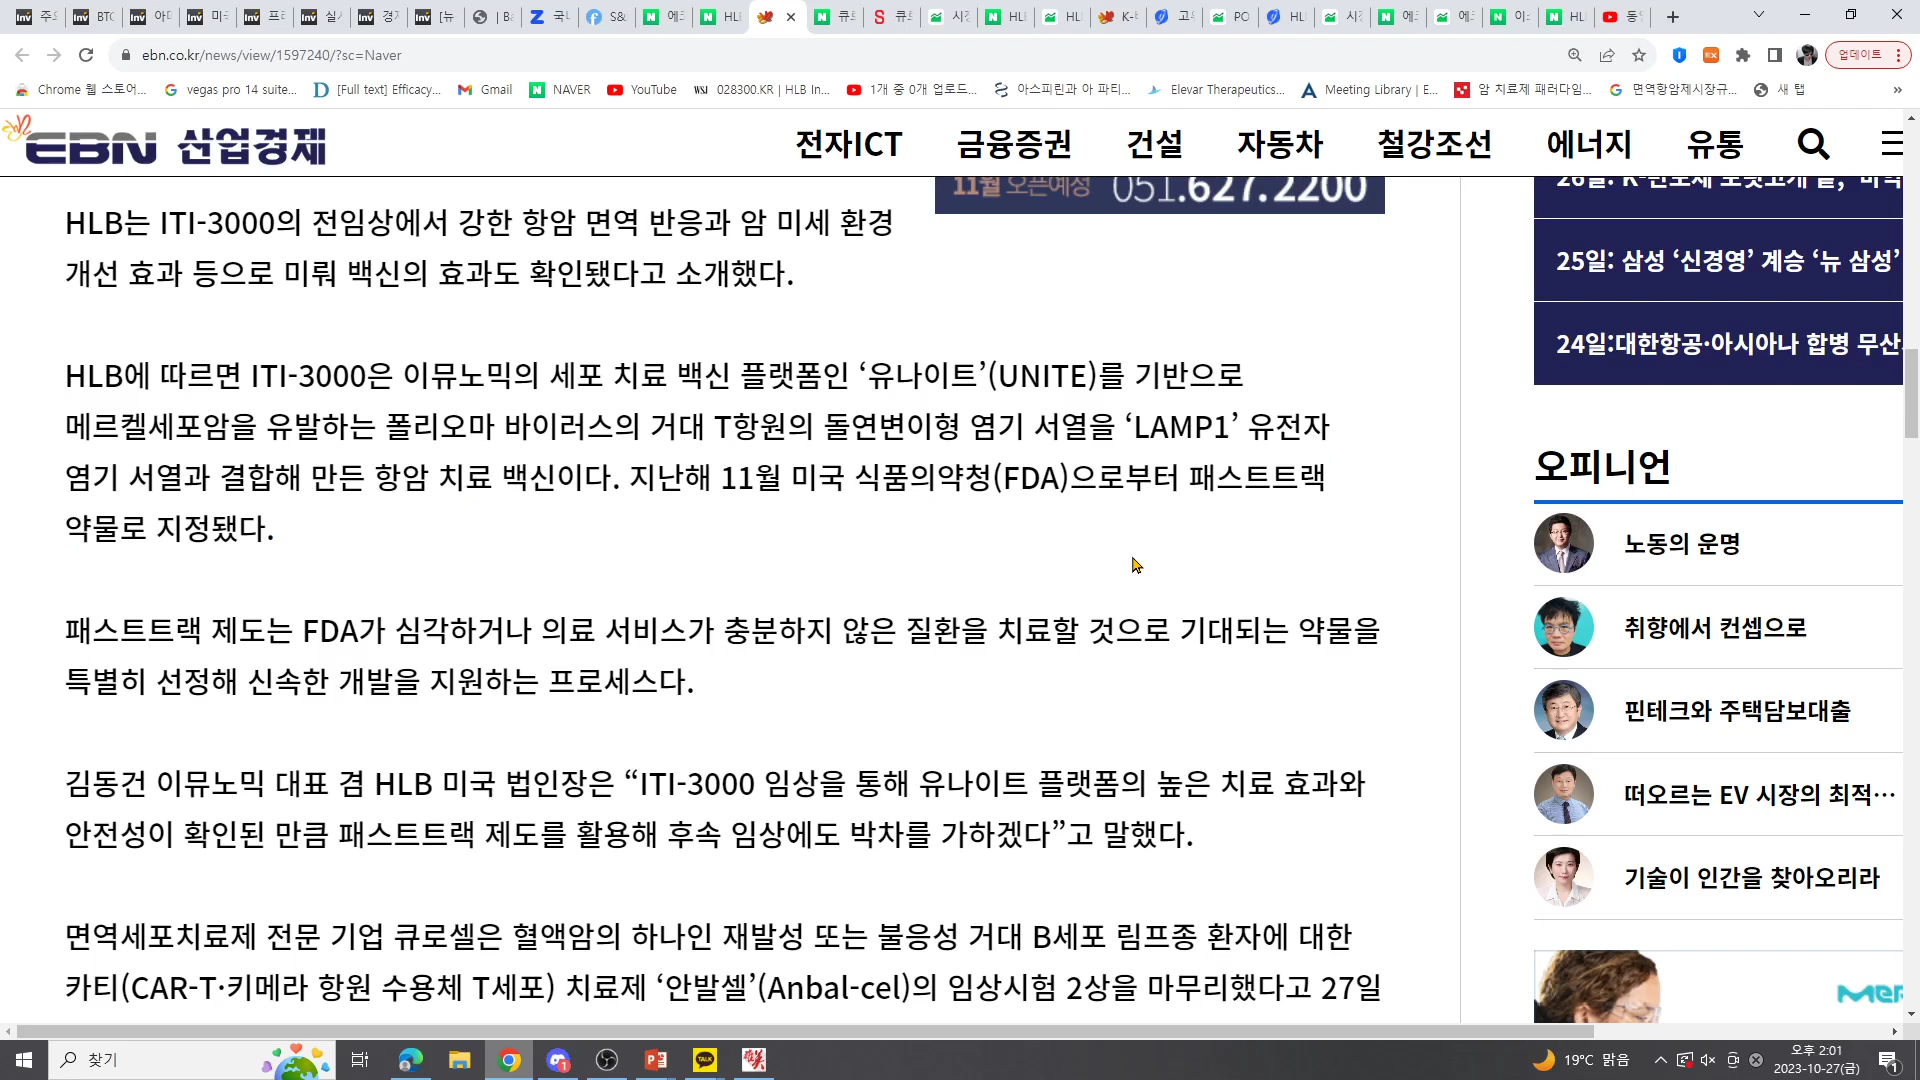 ebn.co.kr/news/view/1597240/?sc=Naver
업데이트
Chrome 웹 스토어...
vegas pro 14 suite...
[Full text] Efficacy...
Gmail
NAVER
YouTube
028300.KR | HLB In...
1개 중 0개 업로드...
아스피린과 아 파티...
Elevar Therapeutics...
Meeting Library | E...
암 치료제 패러다임...
면역항암제시장규...
새 탭
EBN 산업경제
전자ICT 금융증권 건설 자동차 철강조선 에너지 유통
11월 오픈예정 051.627.2200
HLB는 ITI-3000의 전임상에서 강한 항암 면역 반응과 암 미세 환경
개선 효과 등으로 미뤄 백신의 효과도 확인됐다고 소개했다.
HLB에 따르면 ITI-3000은 이뮤노믹의 세포 치료 백신 플랫폼인 ‘유나이트’(UNITE)를 기반으로
메르켈세포암을 유발하는 폴리오마 바이러스의 거대 T항원의 돌연변이형 염기 서열을 ‘LAMP1’ 유전자
염기 서열과 결합해 만든 항암 치료 백신이다. 지난해 11월 미국 식품의약청(FDA)으로부터 패스트트랙
약물로 지정됐다.
패스트트랙 제도는 FDA가 심각하거나 의료 서비스가 충분하지 않은 질환을 치료할 것으로 기대되는 약물을
특별히 선정해 신속한 개발을 지원하는 프로세스다.
김동건 이뮤노믹 대표 겸 HLB 미국 법인장은 “ITI-3000 임상을 통해 유나이트 플랫폼의 높은 치료 효과와
안전성이 확인된 만큼 패스트트랙 제도를 활용해 후속 임상에도 박차를 가하겠다”고 말했다.
면역세포치료제 전문 기업 큐로셀은 혈액암의 하나인 재발성 또는 불응성 거대 B세포 림프종 환자에 대한
카티(CAR-T·키메라 항원 수용체 T세포) 치료제 ‘안발셀’(Anbal-cel)의 임상시험 2상을 마무리했다고 27일
25일: 삼성 ‘신경영’ 계승 ‘뉴 삼성’
24일:대한항공·아시아나 합병 무산
오피니언
노동의 운명
취향에서 컨셉으로
핀테크와 주택담보대출
떠오르는 EV 시장의 최적…
기술이 인간을 찾아오리라
찾기
19°C 맑음
오후 2:01
2023-10-27(금)